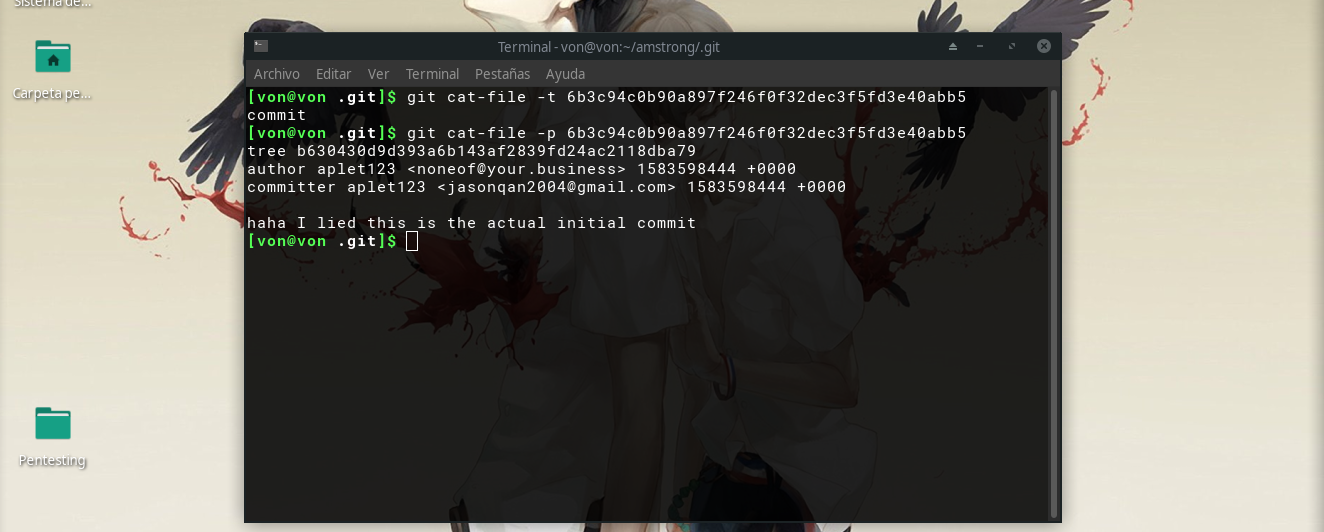 Sistema de...
Carpeta pe...
Pentesting
Terminal - von@von:~/amstrong/.git
Archivo Editar Ver Terminal Pestañas Ayuda
[von@von .git]$ git cat-file -t 6b3c94c0b90a897f246f0f32dec3f5fd3e40abb5
commit
[von@von .git]$ git cat-file -p 6b3c94c0b90a897f246f0f32dec3f5fd3e40abb5
tree b630430d9d393a6b143af2839fd24ac2118dba79
author aplet123 <noneof@your.business> 1583598444 +0000
committer aplet123 <jasonqan2004@gmail.com> 1583598444 +0000
haha I lied this is the actual initial commit
[von@von .git]$